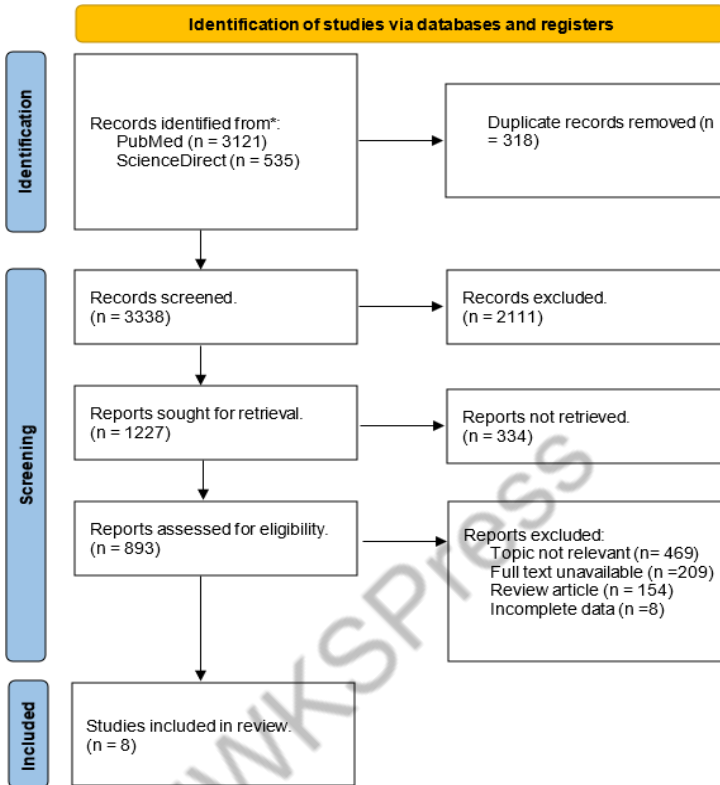 Identification of studies via databases and registers
Identification
Records identified from*:
PubMed (n = 3121)
ScienceDirect (n = 535)
Duplicate records removed (n
= 318)
Screening
Records screened.
(n = 3338)
Records excluded.
(n = 2111)
Reports sought for retrieval.
(n = 1227)
Reports not retrieved.
(n = 334)
Reports assessed for eligibility.
(n = 893)
Reports excluded:
Topic not relevant (n= 469)
Full text unavailable (n =209)
Review article (n = 154)
Incomplete data (n =8)
Included
Studies included in review.
(n = 8)